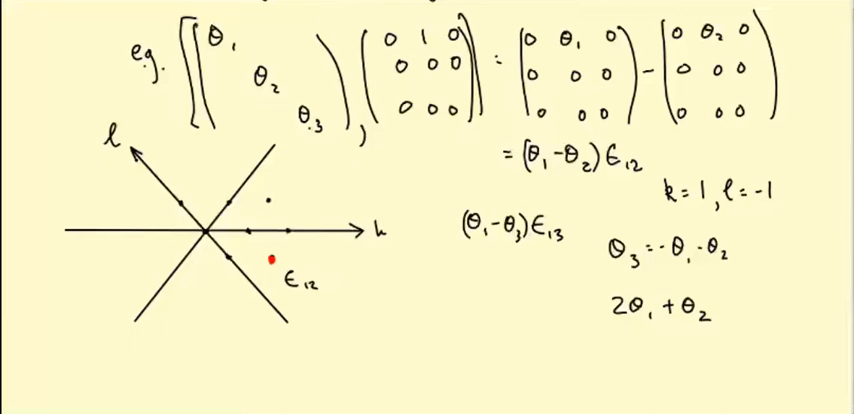 e.g. [(θ₁ θ₂ θ₃), (0 1 0 0 0 0 0 0 0)] = (0 θ₁ 0 0 0 0 0 0 0) - (0 θ₂ 0 0 0 0 0 0 0)
= (θ₁ - θ₂) E₁₂
l
k = 1, l = -1
k
(θ₁ - θ₃) E₁₃
θ₃ = -θ₁ - θ₂
E₁₂
2θ₁ + θ₂